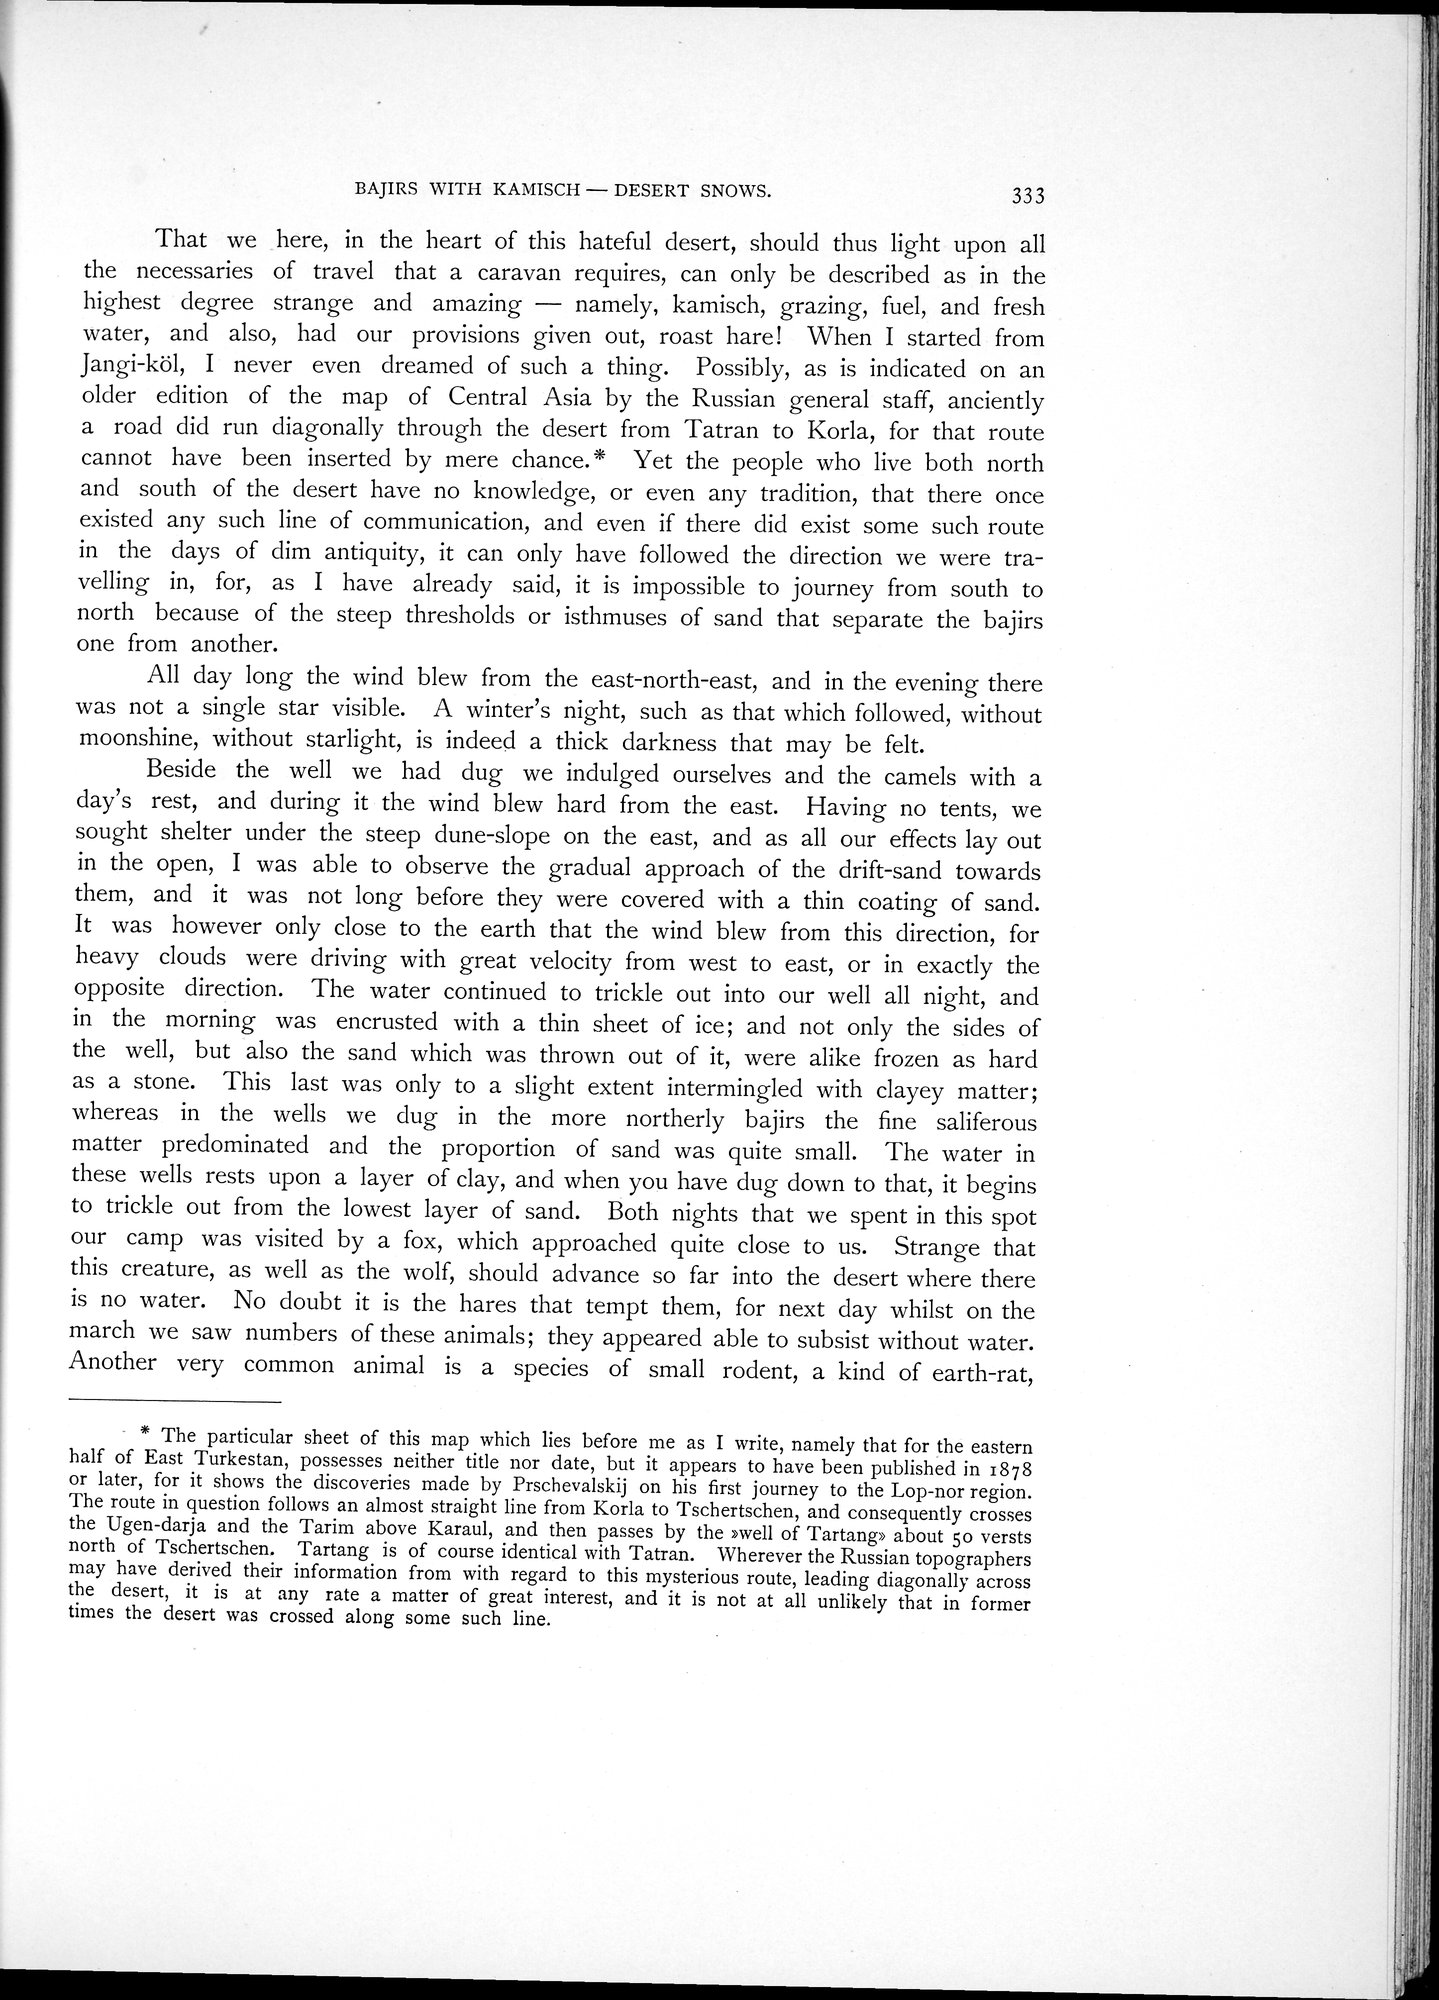 BAJIRS WITH KAMISCH — DESERT SNOWS. 333
That we here, in the heart of this hateful desert, should thus light upon all
the necessaries of travel that a caravan requires, can only be described as in the
highest degree strange and amazing — namely, kamisch, grazing, fuel, and fresh
water, and also, had our provisions given out, roast hare! When I started from
Jangi-köl, I never even dreamed of such a thing. Possibly, as is indicated on an
older edition of the map of Central Asia by the Russian general staff, anciently
a road did run diagonally through the desert from Tatran to Korla, for that route
cannot have been inserted by mere chance.* Yet the people who live both north
and south of the desert have no knowledge, or even any tradition, that there once
existed any such line of communication, and even if there did exist some such route
in the days of dim antiquity, it can only have followed the direction we were tra-
velling in, for, as I have already said, it is impossible to journey from south to
north because of the steep thresholds or isthmuses of sand that separate the bajirs
one from another.
All day long the wind blew from the east-north-east, and in the evening there
was not a single star visible. A winter's night, such as that which followed, without
moonshine, without starlight, is indeed a thick darkness that may be felt.
Beside the well we had dug we indulged ourselves and the camels with a
day's rest, and during it the wind blew hard from the east. Having no tents, we
sought shelter under the steep dune-slope on the east, and as all our effects lay out
in the open, I was able to observe the gradual approach of the drift-sand towards
them, and it was not long before they were covered with a thin coating of sand.
It was however only close to the earth that the wind blew from this direction, for
heavy clouds were driving with great velocity from west to east, or in exactly the
opposite direction. The water continued to trickle out into our well all night, and
in the morning was encrusted with a thin sheet of ice; and not only the sides of
the well, but also the sand which was thrown out of it, were alike frozen as hard
as a stone. This last was only to a slight extent intermingled with clayey matter;
whereas in the wells we dug in the more northerly bajirs the fine saliferous
matter predominated and the proportion of sand was quite small. The water in
these wells rests upon a layer of clay, and when you have dug down to that, it begins
to trickle out from the lowest layer of sand. Both nights that we spent in this spot
our camp was visited by a fox, which approached quite close to us. Strange that
this creature, as well as the wolf, should advance so far into the desert where there
is no water. No doubt it is the hares that tempt them, for next day whilst on the
march we saw numbers of these animals; they appeared able to subsist without water.
Another very common animal is a species of small rodent, a kind of earth-rat,
* The particular sheet of this map which lies before me as I write, namely that for the eastern
half of East Turkestan, possesses neither title nor date, but it appears to have been published in 1878
or later, for it shows the discoveries made by Prschevalskij on his first journey to the Lop-nor region.
The route in question follows an almost straight line from Korla to Tschertschen, and consequently crosses
the Ugen-darja and the Tarim above Karaul, and then passes by the »well of Tartang» about 50 versts
north of Tschertschen. Tartang is of course identical with Tatran. Wherever the Russian topographers
may have derived their information from with regard to this mysterious route, leading diagonally across
the desert, it is at any rate a matter of great interest, and it is not at all unlikely that in former
times the desert was crossed along some such line.